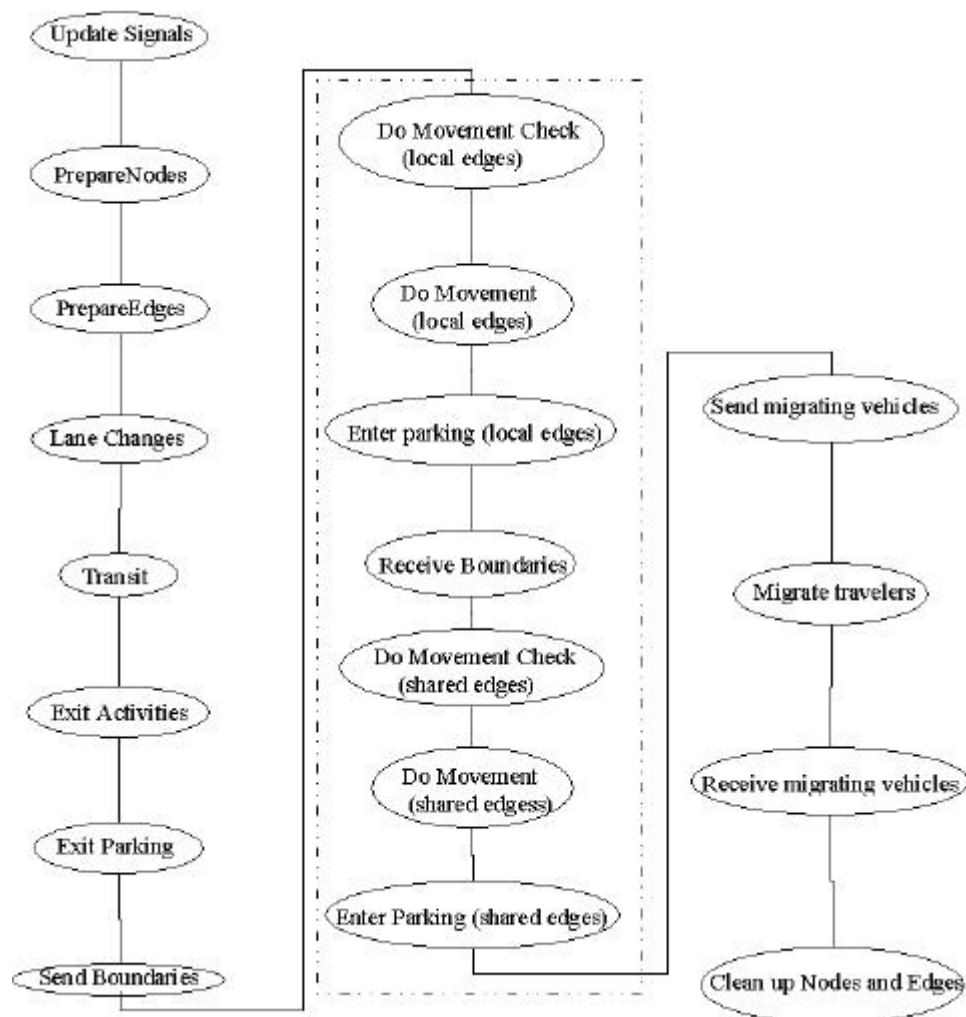 Update Signals
PrepareNodes
PrepareEdges
Lane Changes
Transit
Exit Activities
Exit Parking
Send Boundaries
Do Movement Check
(local edges)
Do Movement
(local edges)
Enter parking (local edges)
Receive Boundaries
Do Movement Check
(shared edges)
Do Movement
(shared edgess)
Enter Parking (shared edges)
Send migrating vehicles
Migrate travelers
Receive migrating vehicles
Clean up Nodes and Edges